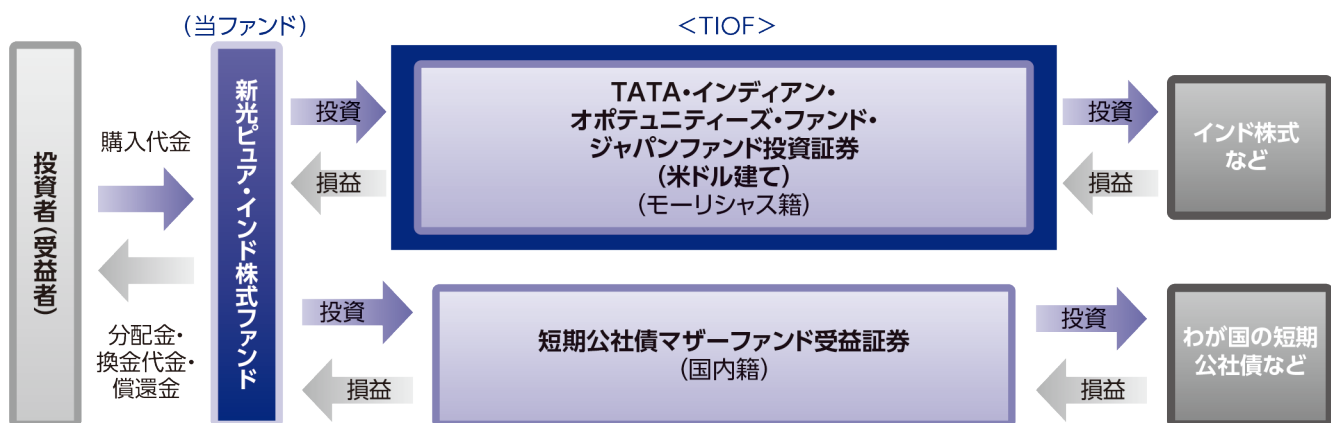 (当ファンド)
<TIOF>
投資者(受益者)
購入代金
分配金・
換金代金・
償還金
新光ピュア・インド株式ファンド
投資
損益
TATA・インディアン・
オポテュニティーズ・ファンド・
ジャパンファンド投資証券
(米ドル建て)
(モーリシャス籍)
投資
損益
インド株式
など
投資
損益
短期公社債マザーファンド受益証券
(国内籍)
投資
損益
わが国の短期
公社債など